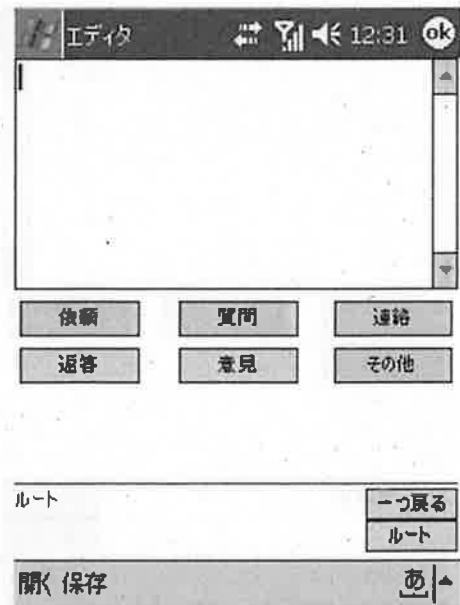 エディタ 12:31 ok
依頼 質問 連絡
返答 意見 その他
ルート 一つ戻る
ルート
開く 保存 あ